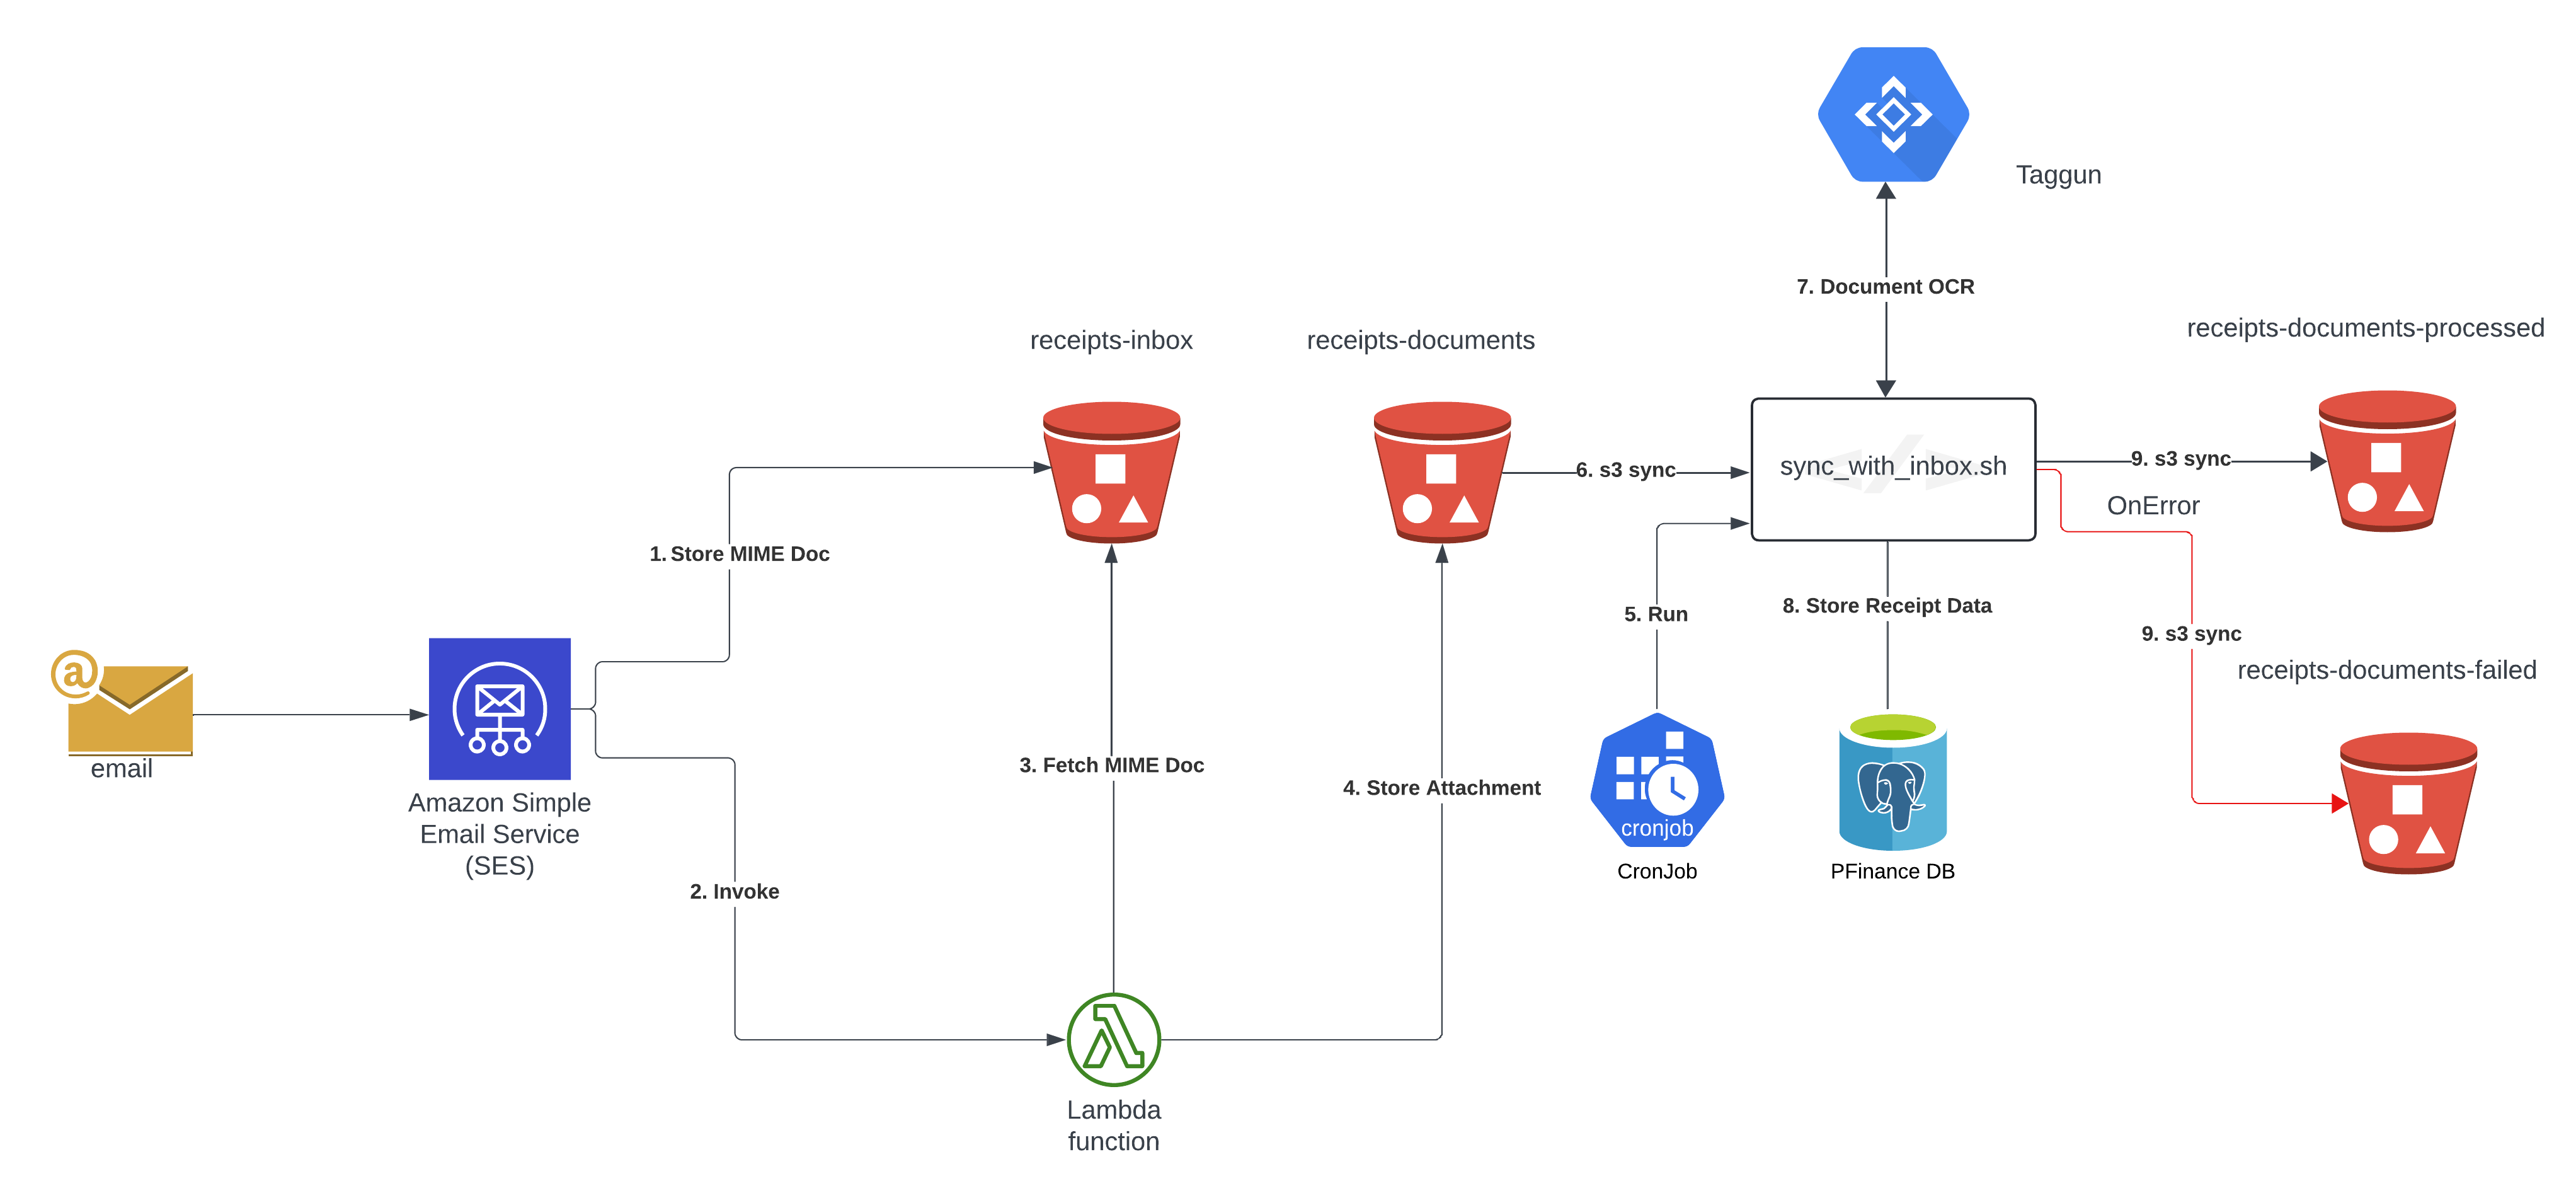 Taggun
7. Document OCR
receipts-inbox
receipts-documents
receipts-documents-processed
sync_with_inbox.sh
6. s3 sync
9. s3 sync
OnError
1. Store MIME Doc
5. Run
8. Store Receipt Data
9. s3 sync
receipts-documents-failed
@
email
Amazon Simple
Email Service
(SES)
3. Fetch MIME Doc
4. Store Attachment
cronjob
CronJob
PFinance DB
2. Invoke
Lambda
function